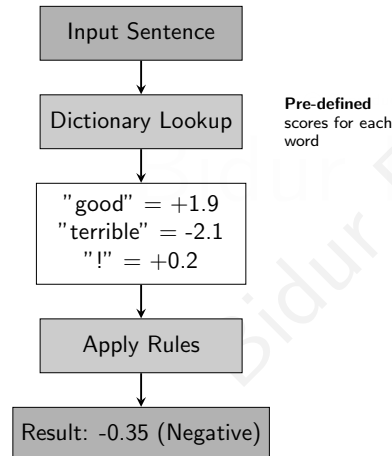 Input Sentence
Dictionary Lookup
Pre-defined
scores for each
word
"good" = +1.9
"terrible" = -2.1
"!" = +0.2
Apply Rules
Result: -0.35 (Negative)
Bidur